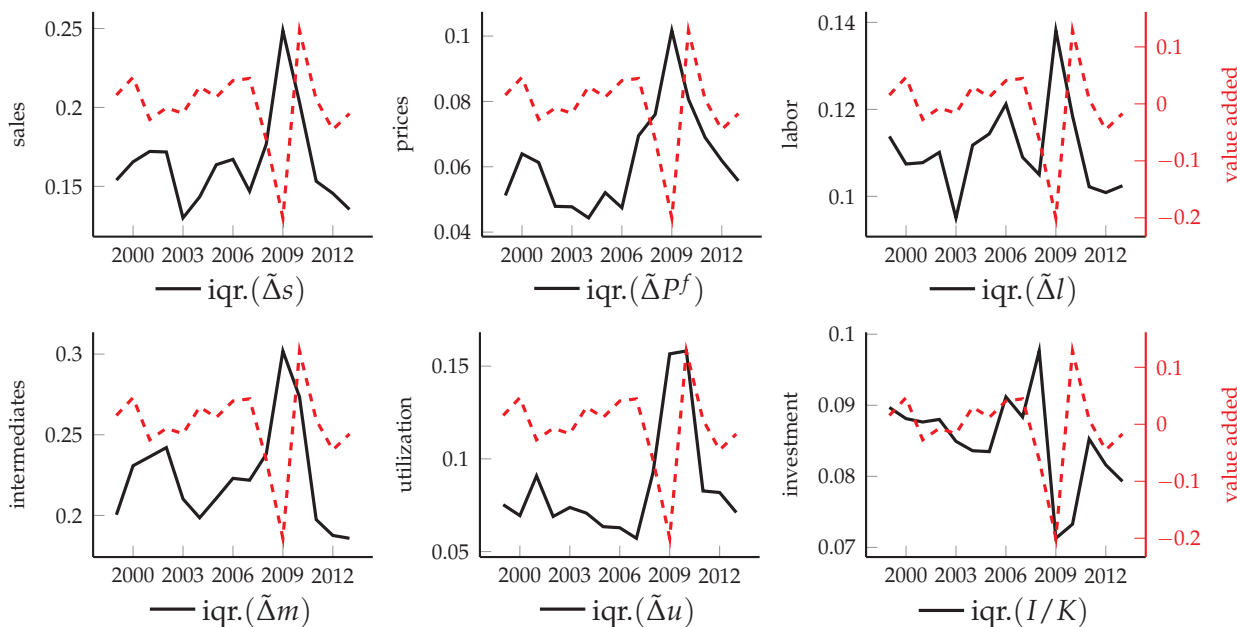 sales
0.25
0.2
0.15
2000 2003 2006 2009 2012
iqr.(Δ̃s)
prices
0.1
0.08
0.06
0.04
2000 2003 2006 2009 2012
iqr.(Δ̃P^f)
labor
0.14
0.12
0.1
2000 2003 2006 2009 2012
iqr.(Δ̃l)
value added
0.1
0
−0.1
−0.2
intermediates
0.3
0.25
0.2
2000 2003 2006 2009 2012
iqr.(Δ̃m)
utilization
0.15
0.1
0.05
2000 2003 2006 2009 2012
iqr.(Δ̃u)
investment
0.1
0.09
0.08
0.07
2000 2003 2006 2009 2012
iqr.(I/K)
value added
0.1
0
−0.1
−0.2